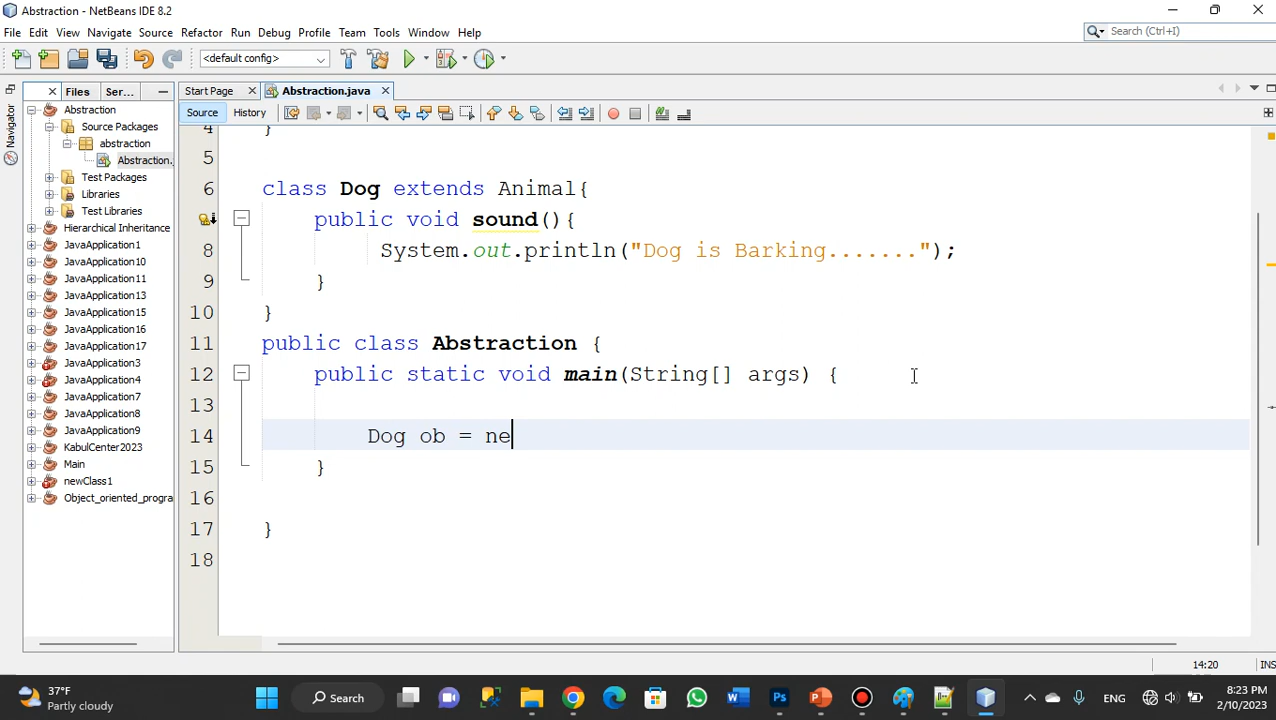 Abstraction - NetBeans IDE 8.2
File Edit View Navigate Source Refactor Run Debug Profile Team Tools Window Help
Search (Ctrl+I)
<default config>
Files Ser...
Start Page Abstraction.java
Navigator
Source History
Abstraction
Source Packages
abstraction
Abstraction.
Test Packages
Libraries
Test Libraries
Hierarchical Inheritance
JavaApplication1
JavaApplication10
JavaApplication11
JavaApplication13
JavaApplication15
JavaApplication16
JavaApplication17
JavaApplication3
JavaApplication4
JavaApplication7
JavaApplication8
JavaApplication9
KabulCenter2023
Main
newClass1
Object_oriented_progra
4 }
5
6 class Dog extends Animal{
public void sound(){
8 System.out.println("Dog is Barking.......");
9 }
10 }
11 public class Abstraction {
12 public static void main(String[] args) {
13
14 Dog ob = ne
15 }
16
17 }
18
14:20 INS
37°F
Partly cloudy
Search
ENG
8:23 PM
2/10/2023